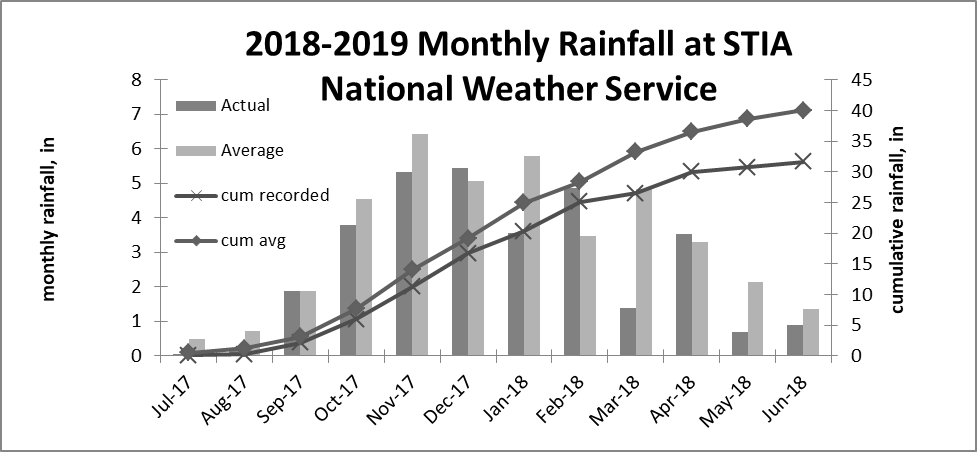 2018-2019 Monthly Rainfall at STIA
National Weather Service
monthly rainfall, in
8
7
6
5
4
3
2
1
0
Actual
Average
cum recorded
cum avg
45
40
35
30
25
20
15
10
5
0
cumulative rainfall, in
Jul-17
Aug-17
Sep-17
Oct-17
Nov-17
Dec-17
Jan-18
Feb-18
Mar-18
Apr-18
May-18
Jun-18